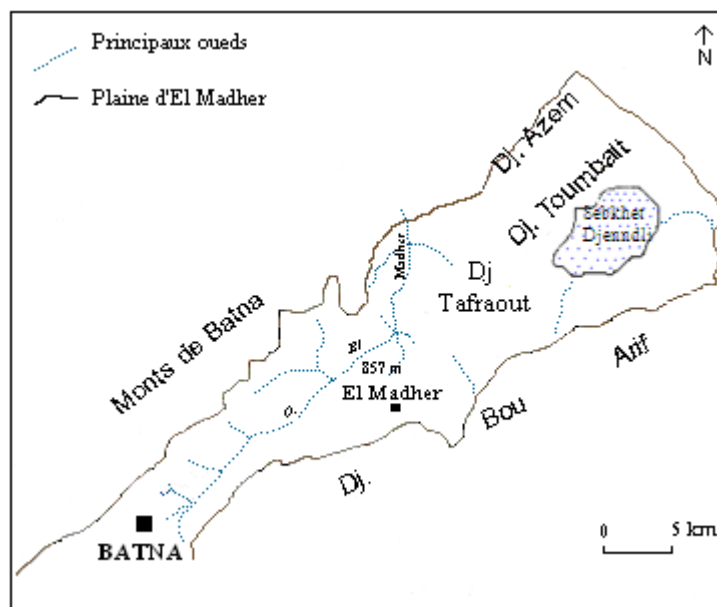 Principaux oueds
Plaine d'El Madher
N
Dj. Azem
Dj. Toumbait
Sebkhet
Djenndli
Madher
Dj
Tafraout
Monts de Batna
El
857 m
El Madher
O.
Arif
Bou
Dj.
BATNA
0 5 km